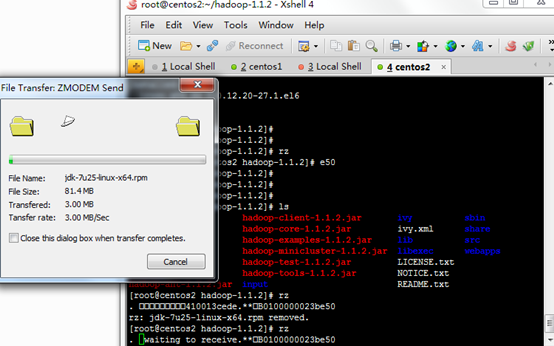 root@centos2:~/hadoop-1.1.2 - Xshell 4
File Edit View Tools Window Help
New Reconnect
1 Local Shell 2 centos1 3 Local Shell 4 centos2
File Transfer: ZMODEM Send
File Name: jdk-7u25-linux-x64.rpm
File Size: 81.4 MB
Transfered: 3.00 MB
Tansfer rate: 3.00 MB/Sec
Close this dialog box when transfer completes.
Cancel
.12.20-27.1.el6
op-1.1.2]#
op-1.1.2]# rz
os2 hadoop-1.1.2]# e50
op-1.1.2]#
op-1.1.2]#
op-1.1.2]#
op-1.1.2]# ls
hadoop-client-1.1.2.jar ivy sbin
hadoop-core-1.1.2.jar ivy.xml share
hadoop-examples-1.1.2.jar lib src
hadoop-minicluster-1.1.2.jar libexec webapps
hadoop-test-1.1.2.jar LICENSE.txt
hadoop-tools-1.1.2.jar NOTICE.txt
input README.txt
[root@centos2 hadoop-1.1.2]# rz
rz: jdk-7u25-linux-x64.rpm removed.
[root@centos2 hadoop-1.1.2]# rz
waiting to receive.**B0100000023be50